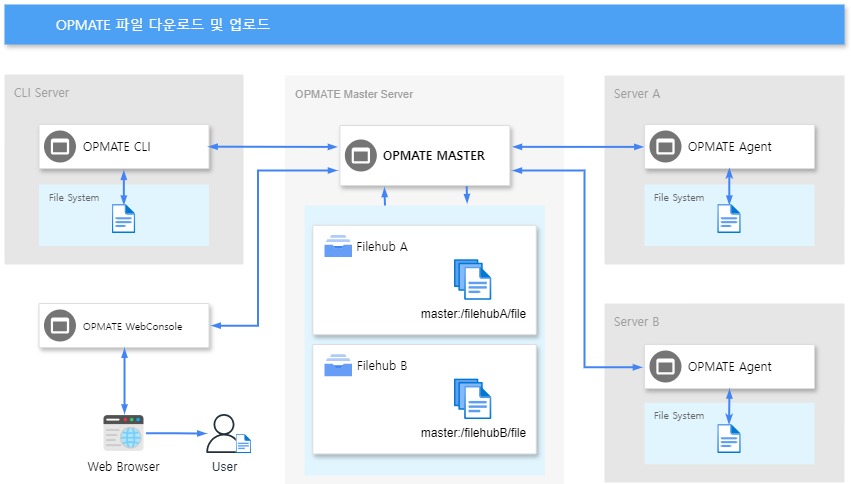 OPMATE 파일 다운로드 및 업로드
CLI Server
OPMATE CLI
File System
OPMATE WebConsole
Web Browser
User
OPMATE Master Server
OPMATE MASTER
Filehub A
master:/filehubA/file
Filehub B
master:/filehubB/file
Server A
OPMATE Agent
File System
Server B
OPMATE Agent
File System